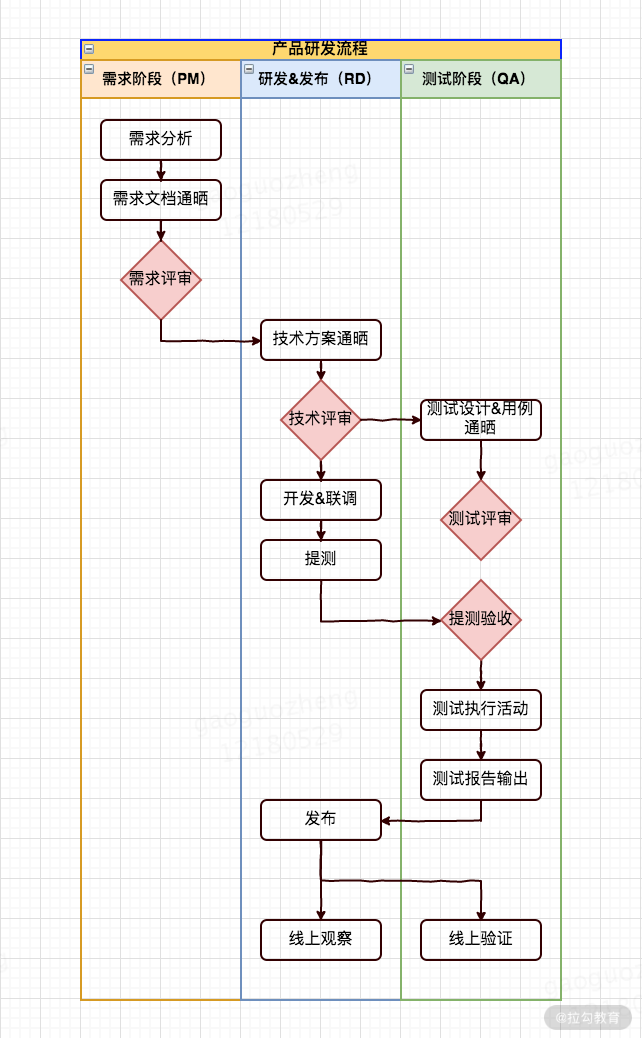 产品研发流程
需求阶段（PM）
研发&发布（RD）
测试阶段（QA）
需求分析
需求文档通晒
需求评审
技术方案通晒
技术评审
测试设计&用例
通晒
开发&联调
测试评审
提测
提测验收
测试执行活动
测试报告输出
发布
线上观察
线上验证
@拉勾教育